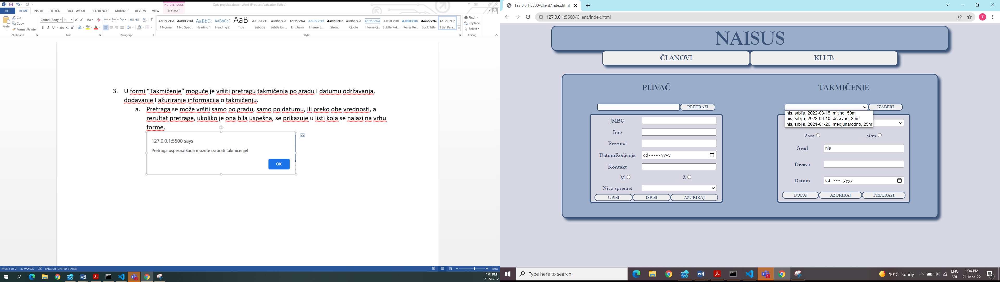 PICTURE TOOLS
Opis projekta.docx - Word (Product Activation Failed)
FILE HOME INSERT DESIGN PAGE LAYOUT REFERENCES MAILINGS REVIEW VIEW FORMAT
Paste
Cut
Copy
Format Painter
Clipboard
Calibri (Body) 11
Font
Paragraph
AaBbCcDd AaBbCcDd AaBbCc AaBbCcD AaBl AaBbCcD AaBbCcDd AaBbCcDd AaBbCcDd AaBbCcDc AaBbCcDd AaBbCcDd AaBbCcDd AaBbCcDd AaBbCcDd AaBbCcDd
¶ Normal ¶ No Spac... Heading 1 Heading 2 Title Subtitle Subtle Em... Emphasis Intense E... Strong Quote Intense Q... Subtle Ref... Intense Re... Book Title ¶ List Para...
Styles
Find
Replace
Select
Editing
3. U formi “Takmičenje” moguće je vršiti pretragu takmičenja po gradu I datumu održavanja,
dodavanje I ažuriranje informacija o takmičenju.
a. Pretraga se može vršiti samo po gradu, samo po datumu, ili preko obe vrednosti, a
rezultat pretrage, ukoliko je ona bila uspešna, se prikazuje u listi koja se nalazi na vrhu
forme.
127.0.0.1:5500 says
Pretraga uspesna!Sada mozete izabrati takmicenje!
OK
PAGE 2 OF 2 83 WORDS ENGLISH (UNITED STATES)
180%
1:04 PM
21-Mar-22
127.0.0.1:5500/Client/index.html
127.0.0.1:5500/Client/index.html
T
NAISUS
ČLANOVI
KLUB
PLIVAČ
PRETRAZI
JMBG
Ime
Prezime
DatumRodjenja dd-----yyyy
Kontakt
M Z
Nivo spreme:
UPISI ISPISI AZURIRAJ
TAKMIČENJE
IZABERI
nis, srbija, 2022-03-15: miting, 50m
nis, srbija, 2022-03-10: drzavno, 25m
nis, srbija, 2021-01-20: medjunarodno, 25m
25m 50m
Grad nis
Drzava
Datum dd-----yyyy
DODAJ AZURIRAJ PRETRAZI
Type here to search
10°C Sunny
ENG
SRL
1:04 PM
21-Mar-22
1